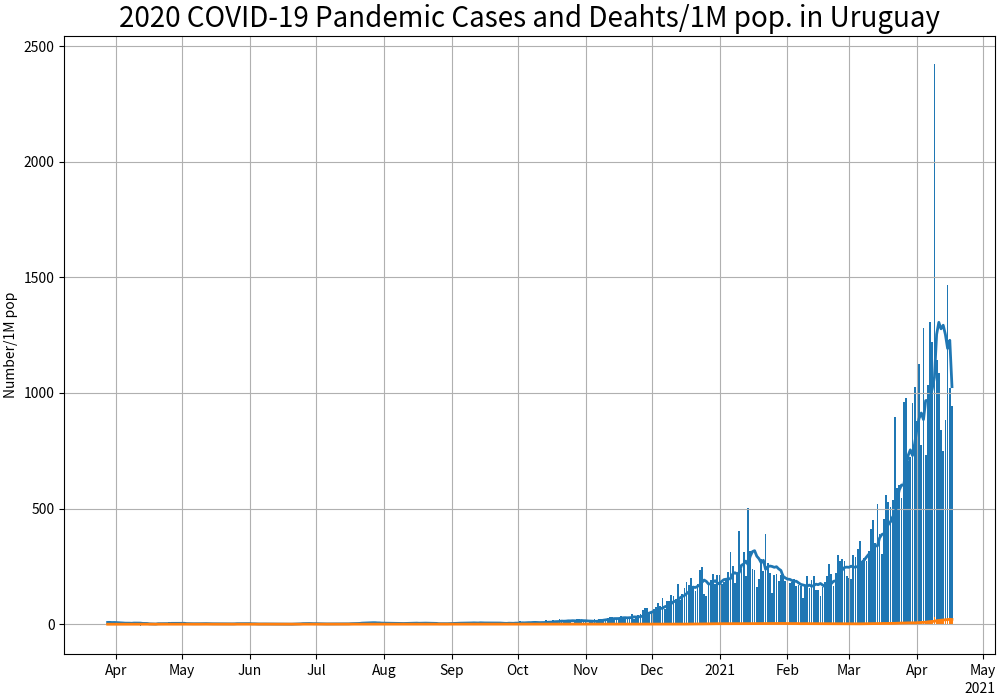 2020 COVID-19 Pandemic Cases and Deahts/1M pop. in Uruguay
Number/1M pop
2500
2000
1500
1000
500
0
Apr May Jun Jul Aug Sep Oct Nov Dec 2021 Feb Mar Apr May
2021